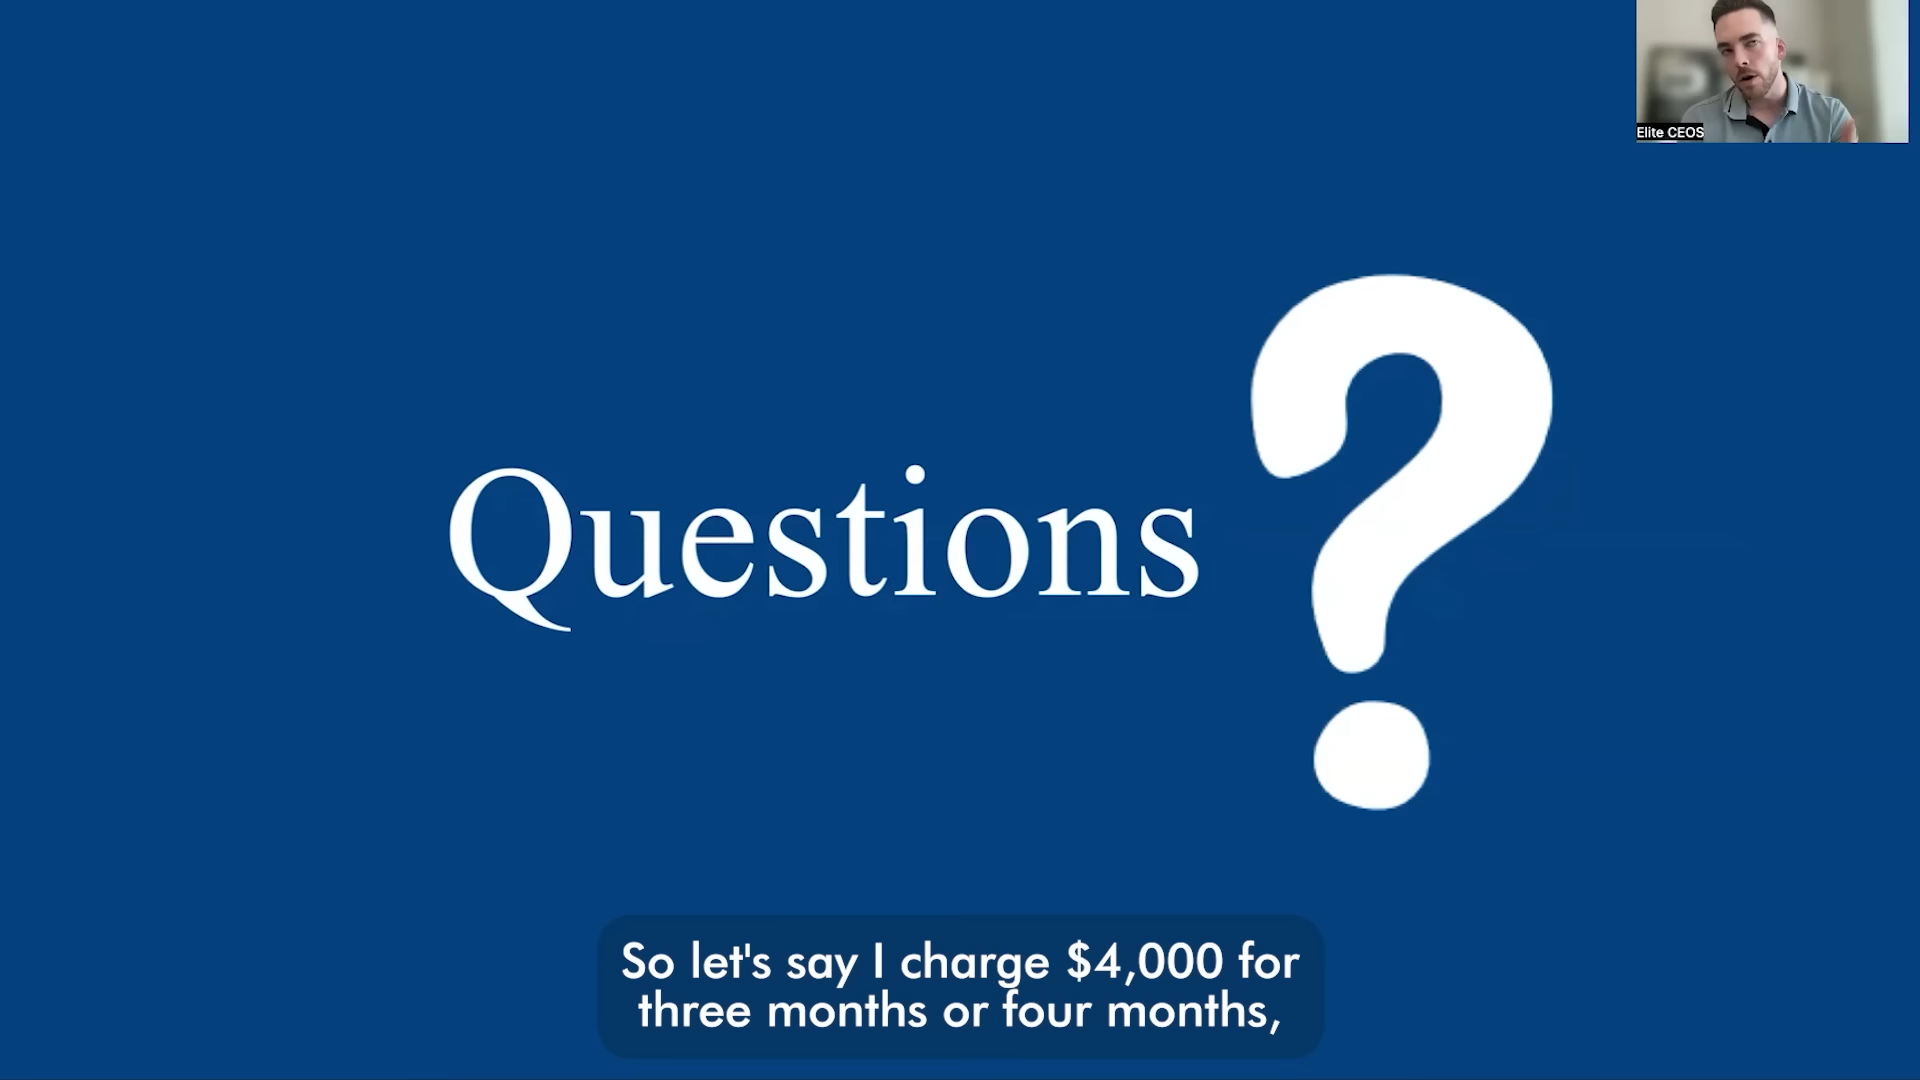 Elite CEOS
Questions ?
So let's say I charge $4,000 for
three months or four months,